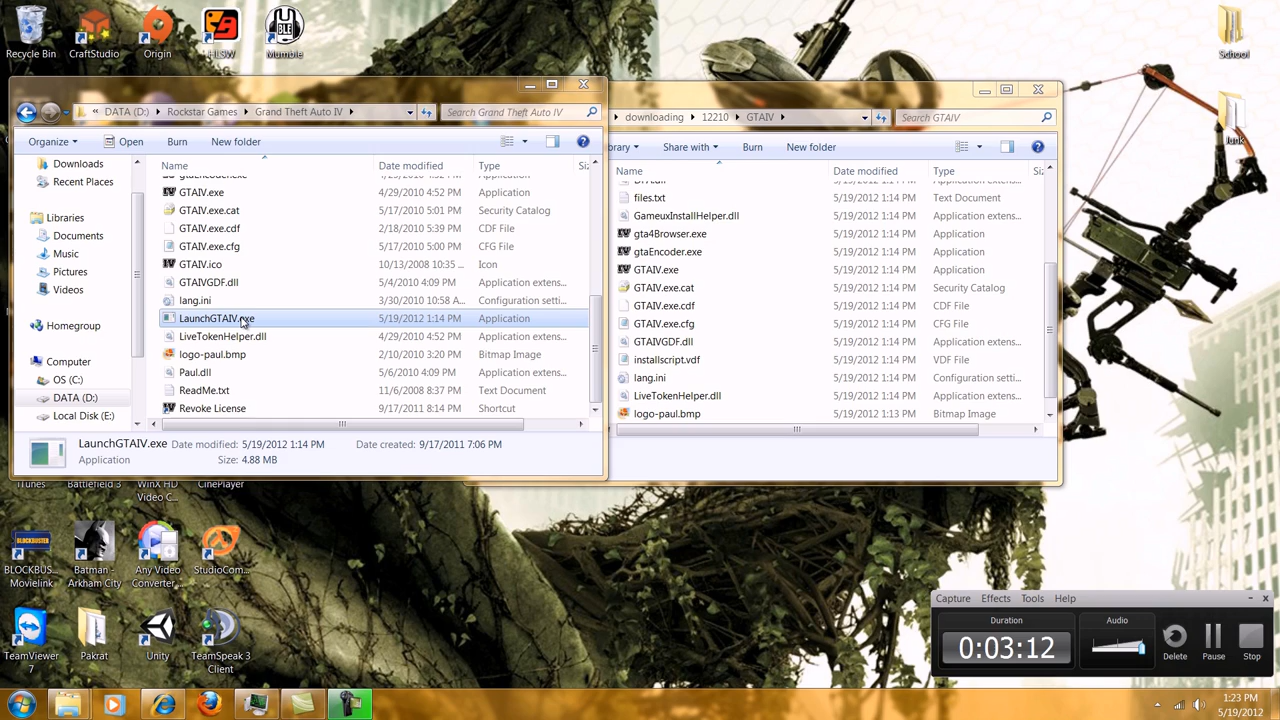 Recycle Bin
CraftStudio
Origin
HLSW
Mumble
School
Junk
« DATA (D:) ▸ Rockstar Games ▸ Grand Theft Auto IV ▸
Search Grand Theft Auto IV
Organize
Open
Burn
New folder
Downloads
Recent Places
Libraries
Documents
Music
Pictures
Videos
Homegroup
Computer
OS (C:)
DATA (D:)
Local Disk (E:)
Name Date modified Type
GTAIV.exe 4/29/2010 4:52 PM Application
GTAIV.exe.cat 5/17/2010 5:01 PM Security Catalog
GTAIV.exe.cdf 2/18/2010 5:39 PM CDF File
GTAIV.exe.cfg 5/17/2010 5:00 PM CFG File
GTAIV.ico 10/13/2008 10:35 ... Icon
GTAIVGDF.dll 5/4/2010 4:09 PM Application extens...
lang.ini 3/30/2010 10:58 A... Configuration setti...
LaunchGTAIV.exe 5/19/2012 1:14 PM Application
LiveTokenHelper.dll 4/29/2010 4:52 PM Application extens...
logo-paul.bmp 2/10/2010 3:20 PM Bitmap Image
Paul.dll 5/6/2010 4:09 PM Application extens...
ReadMe.txt 11/6/2008 8:37 PM Text Document
Revoke License 9/17/2011 8:14 PM Shortcut
LaunchGTAIV.exe Date modified: 5/19/2012 1:14 PM Date created: 9/17/2011 7:06 PM
Application Size: 4.88 MB
▸ downloading ▸ 12210 ▸ GTAIV ▸
Search GTAIV
brary
Share with
Burn
New folder
Name Date modified Type
files.txt 5/19/2012 1:14 PM Text Document
GameuxInstallHelper.dll 5/19/2012 1:14 PM Application extens...
gta4Browser.exe 5/19/2012 1:14 PM Application
gtaEncoder.exe 5/19/2012 1:14 PM Application
GTAIV.exe 5/19/2012 1:14 PM Application
GTAIV.exe.cat 5/19/2012 1:14 PM Security Catalog
GTAIV.exe.cdf 5/19/2012 1:14 PM CDF File
GTAIV.exe.cfg 5/19/2012 1:14 PM CFG File
GTAIVGDF.dll 5/19/2012 1:14 PM Application extens...
installscript.vdf 5/19/2012 1:14 PM VDF File
lang.ini 5/19/2012 1:14 PM Configuration setti...
LiveTokenHelper.dll 5/19/2012 1:14 PM Application extens...
logo-paul.bmp 5/19/2012 1:13 PM Bitmap Image
iTunes
Battlefield 3
WinX HD Video C...
CinePlayer
BLOCKBUSTER
BLOCKBUS... Movielink
Batman - Arkham City
Any Video Converter...
StudioCom...
TeamViewer 7
Pakrat
Unity
TeamSpeak 3 Client
Capture Effects Tools Help
Duration
0:03:12
Audio
Delete
Pause
Stop
1:23 PM
5/19/2012